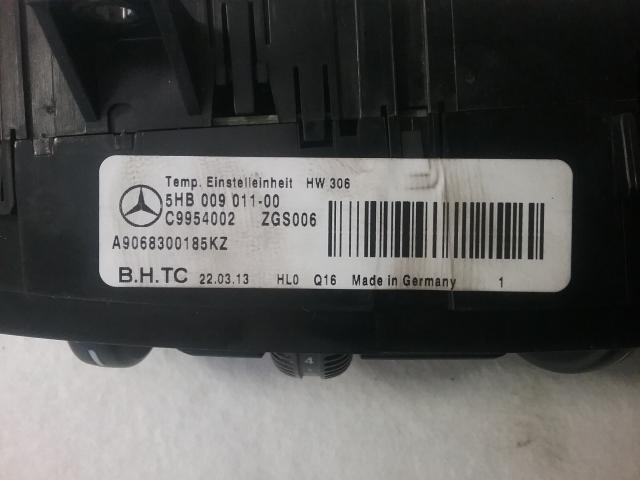 Temp. Einstelleinheit HW 306
5HB 009 011-00
C9954002 ZGS006
A9068300185KZ
B.H.TC 22.03.13 HL0 Q16 Made in Germany 1
4